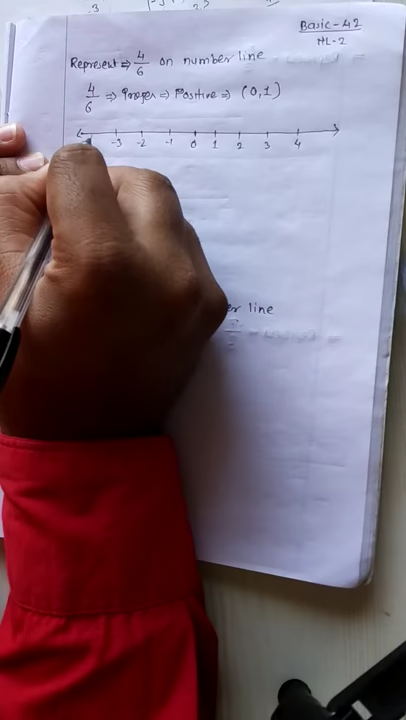 Basic-42
NL-2
Represent ⇒ 4/6 on number line
4/6 ⇒ Proper ⇒ Positive ⇒ (0,1)
-3 -2 -1 0 1 2 3 4
line